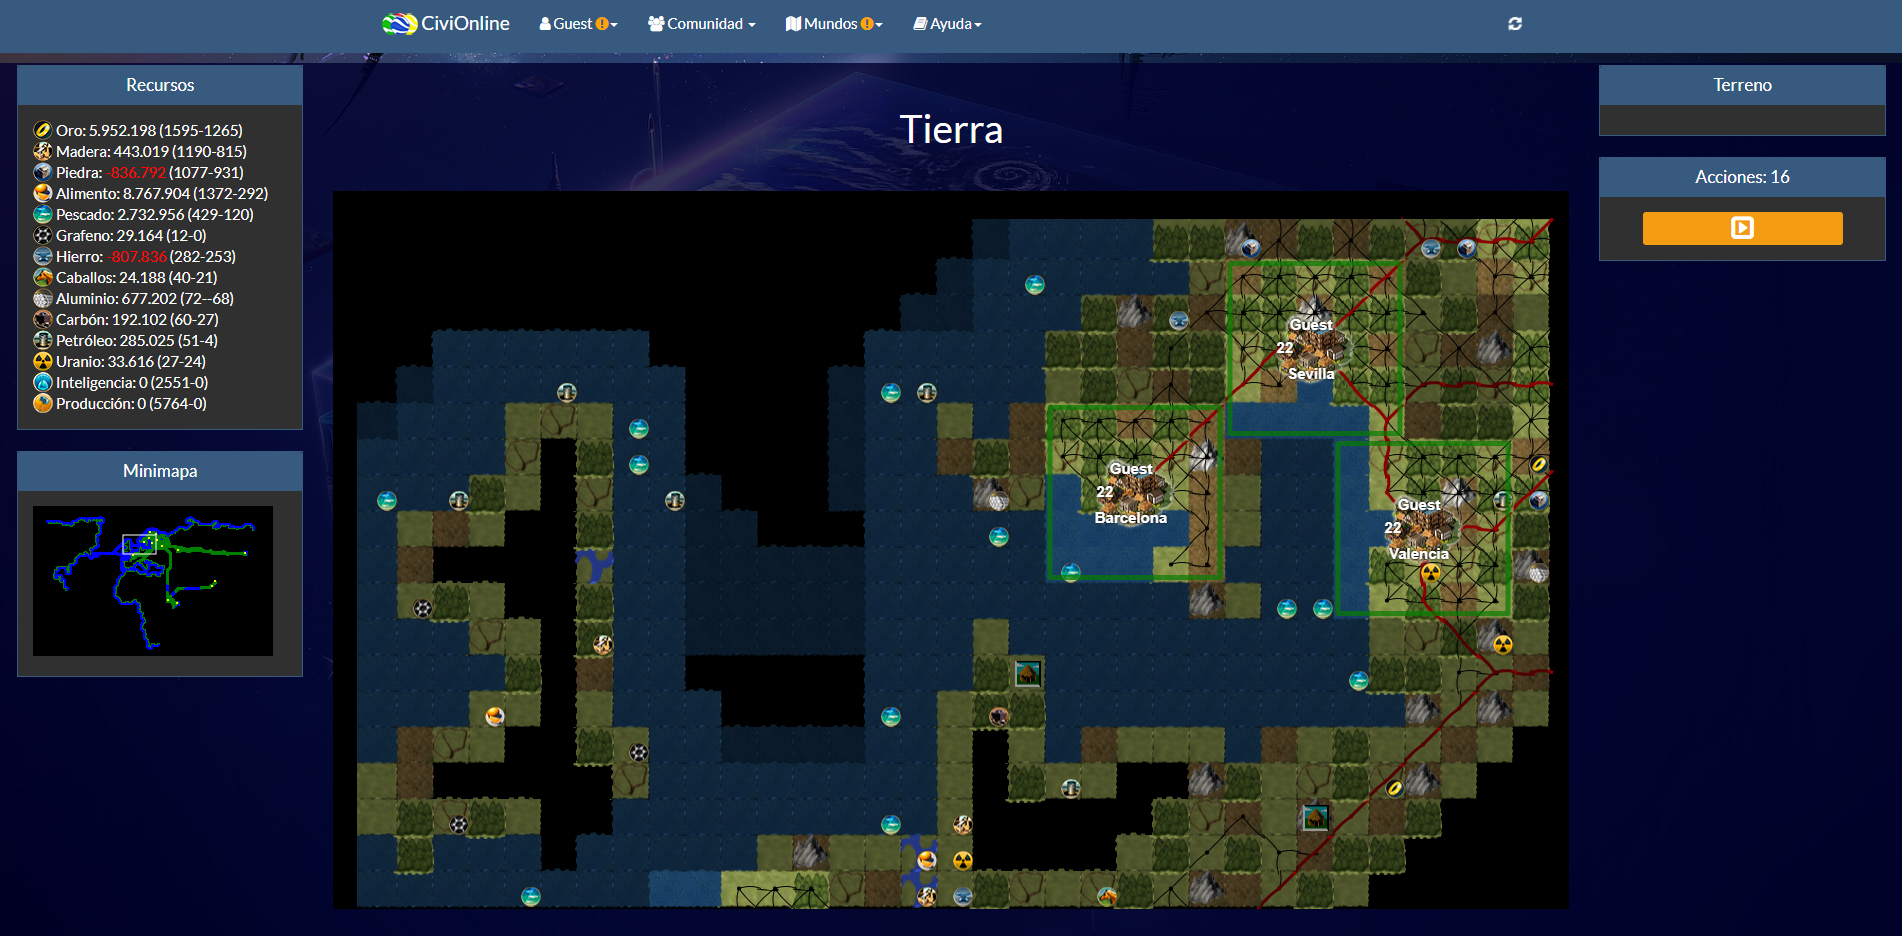 CiviOnline
Guest
Comunidad
Mundos
Ayuda
Recursos
Oro: 5.952.198 (1595-1265)
Madera: 443.019 (1190-815)
Piedra: -836.792 (1077-931)
Alimento: 8.767.904 (1372-292)
Pescado: 2.732.956 (429-120)
Grafeno: 29.164 (12-0)
Hierro: -807.836 (282-253)
Caballos: 24.188 (40-21)
Aluminio: 677.202 (72--68)
Carbón: 192.102 (60-27)
Petróleo: 285.025 (51-4)
Uranio: 33.616 (27-24)
Inteligencia: 0 (2551-0)
Producción: 0 (5764-0)
Minimapa
Tierra
Guest
22
Sevilla
Guest
22
Barcelona
Guest
22
Valencia
Terreno
Acciones: 16